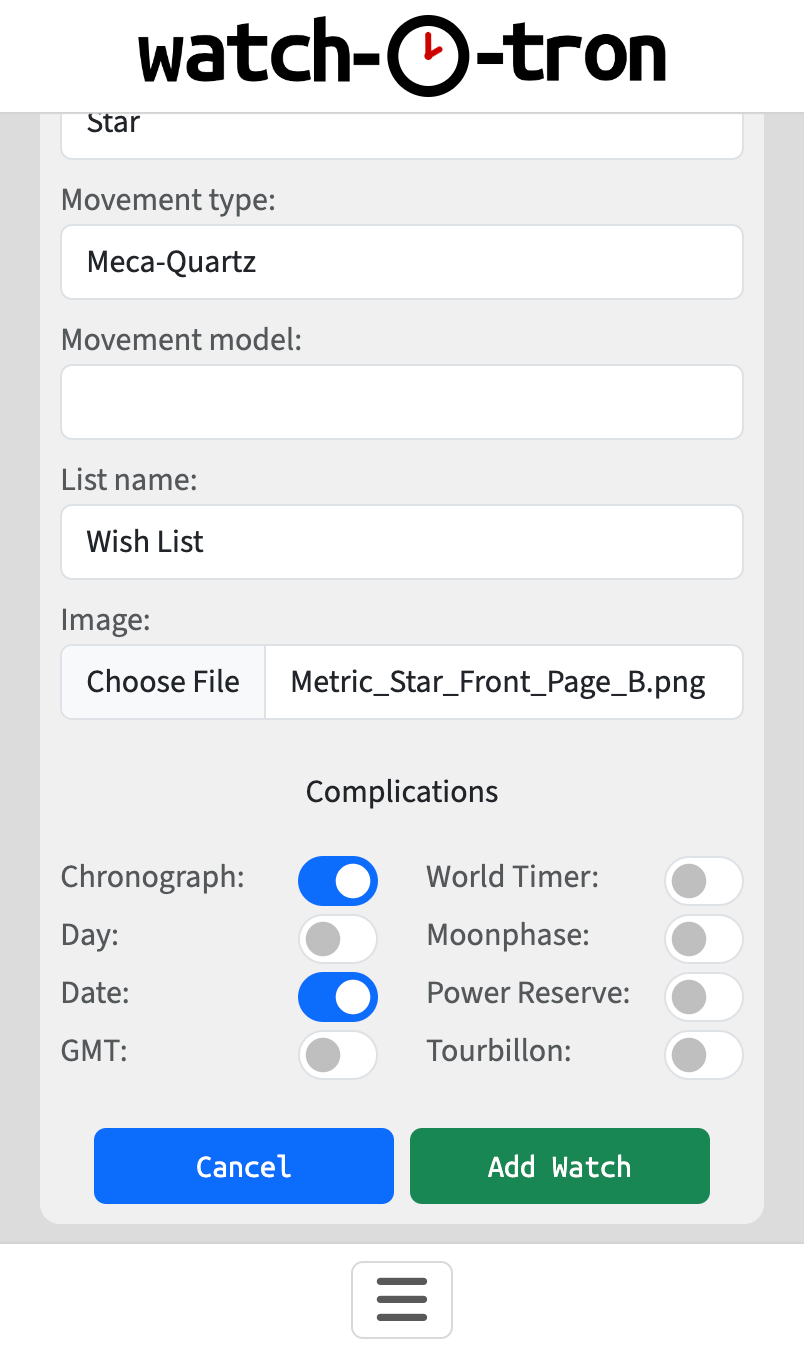 watch-O-tron
Star
Movement type:
Meca-Quartz
Movement model:
List name:
Wish List
Image:
Choose File Metric_Star_Front_Page_B.png
Complications
Chronograph: World Timer:
Day: Moonphase:
Date: Power Reserve:
GMT: Tourbillon:
Cancel Add Watch